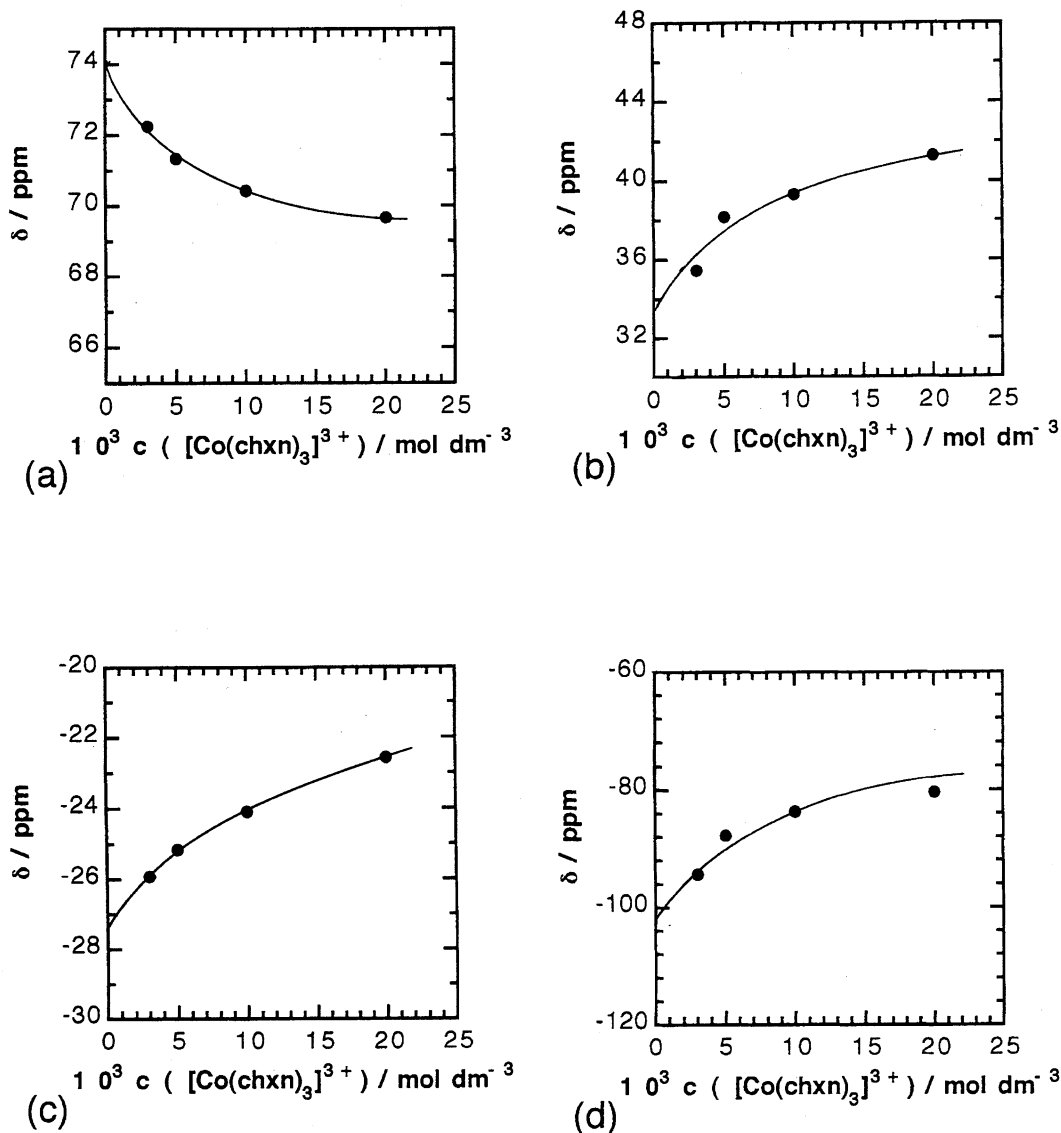 74
72
70
68
66
δ / ppm
0 5 10 15 20 25
1 0³ c ( [Co(chxn)₃]³⁺ ) / mol dm⁻³
(a)
48
44
40
36
32
δ / ppm
0 5 10 15 20 25
1 0³ c ( [Co(chxn)₃]³⁺ ) / mol dm⁻³
(b)
-20
-22
-24
-26
-28
-30
δ / ppm
0 5 10 15 20 25
1 0³ c ( [Co(chxn)₃]³⁺ ) / mol dm⁻³
(c)
-60
-80
-100
-120
δ / ppm
0 5 10 15 20 25
1 0³ c ( [Co(chxn)₃]³⁺ ) / mol dm⁻³
(d)